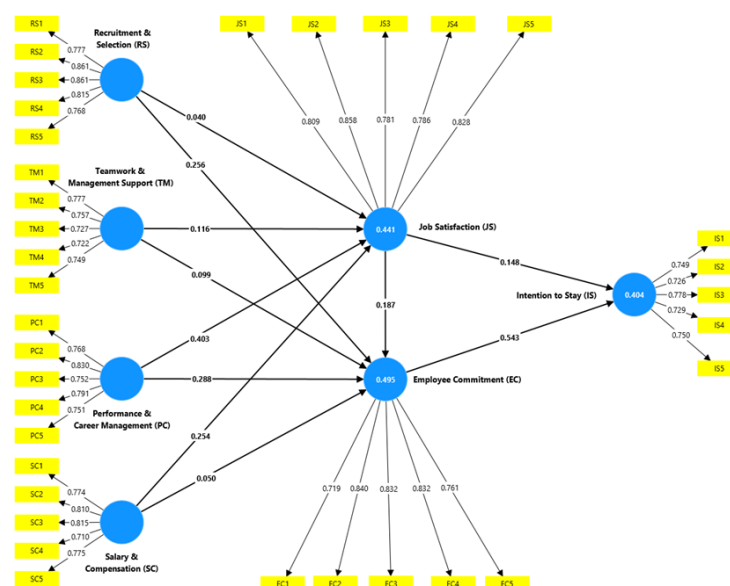 RS1
RS2
RS3
RS4
RS5
0.777
0.861
0.861
0.815
0.768
Recruitment &
Selection (RS)
JS1
JS2
JS3
JS4
JS5
0.809
0.858
0.781
0.786
0.828
0.040
0.256
TM1
TM2
TM3
TM4
TM5
0.777
0.757
0.727
0.722
0.749
Teamwork &
Management Support (TM)
0.116
0.099
0.441
Job Satisfaction (JS)
0.148
0.187
Intention to Stay (IS)
0.404
0.749
0.726
0.778
0.729
0.750
IS1
IS2
IS3
IS4
IS5
PC1
PC2
PC3
PC4
PC5
0.768
0.830
0.752
0.791
0.751
Performance &
Career Management (PC)
0.403
0.288
0.543
0.495
Employee Commitment (EC)
0.254
0.050
SC1
SC2
SC3
SC4
SC5
0.774
0.810
0.815
0.710
0.775
Salary &
Compensation (SC)
0.719
0.840
0.832
0.832
0.761
EC1
EC2
EC3
EC4
EC5